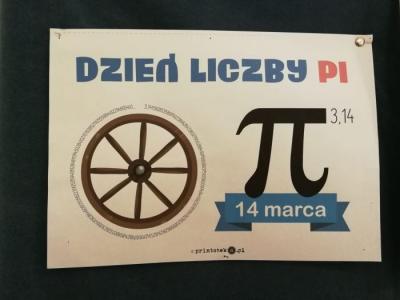 DZIEŃ LICZBY PI
3,14
14 marca
printoteka.pl